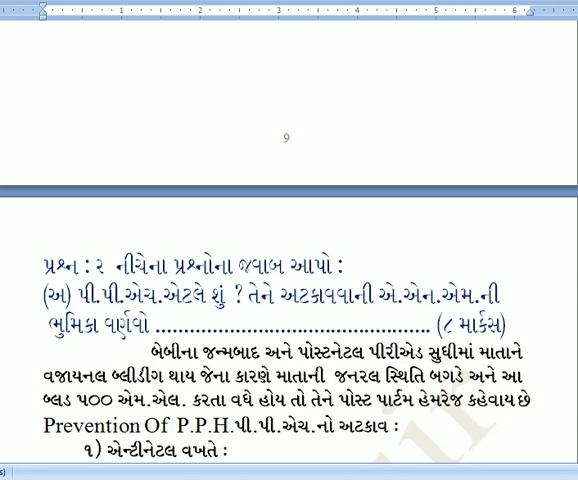 9
પ્રશ્ન : ૨ નીચેના પ્રશ્નોના જવાબ આપો :
(અ) પી.પી.એચ.એટલે શું ? તેને અટકાવવાની એ.એન.એમ.ની
ભુમિકા વર્ણવો ................................................ (૮ માર્કસ)
બેબીના જન્મબાદ અને પોસ્ટનેટલ પીરીએડ સુધીમાં માતાને
વજાયનલ બ્લીડીંગ થાય જેના કારણે માતાની જનરલ સ્થિતિ બગડે અને આ
બ્લડ ૫૦૦ એમ.એલ. કરતા વધે હોય તો તેને પોસ્ટ પાર્ટમ હેમરેજ કહેવાય છે
Prevention Of P.P.H.પી.પી.એચ.નો અટકાવ :
૧) એન્ટીનેટલ વખતે :